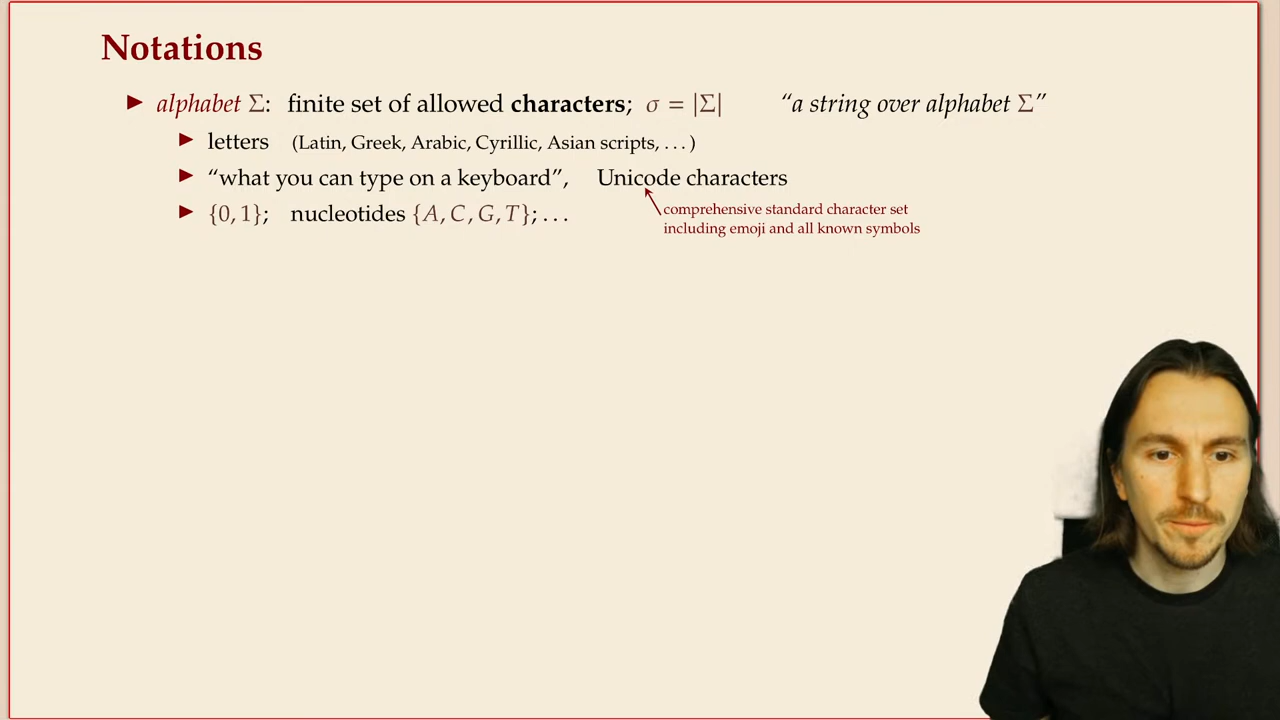 Notations
▶ alphabet Σ: finite set of allowed characters; σ = |Σ| “a string over alphabet Σ”
▶ letters (Latin, Greek, Arabic, Cyrillic, Asian scripts, . . . )
▶ “what you can type on a keyboard”, Unicode characters
▶ {0, 1}; nucleotides {A, C, G, T}; . . .
comprehensive standard character set
including emoji and all known symbols